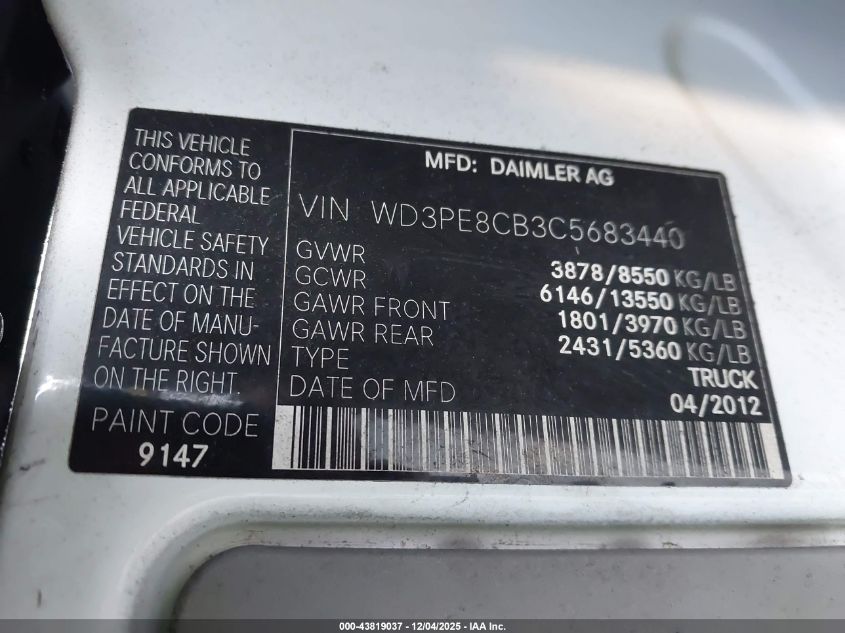 THIS VEHICLE
CONFORMS TO
ALL APPLICABLE
FEDERAL
VEHICLE SAFETY
STANDARDS IN
EFFECT ON THE
DATE OF MANU-
FACTURE SHOWN
ON THE RIGHT.
PAINT CODE
9147
MFD: DAIMLER AG
VIN WD3PE8CB3C5683440
GVWR 3878/8550 KG/LB
GCWR 6146/13550 KG/LB
GAWR FRONT 1801/3970 KG/LB
GAWR REAR 2431/5360 KG/LB
TYPE TRUCK
DATE OF MFD 04/2012
000-43819037 - 12/04/2025 - IAA Inc.